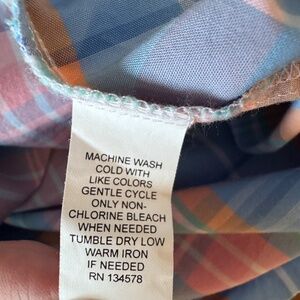 MACHINE WASH
COLD WITH
LIKE COLORS
GENTLE CYCLE
ONLY NON-
CHLORINE BLEACH
WHEN NEEDED
TUMBLE DRY LOW
WARM IRON
IF NEEDED
RN 134578